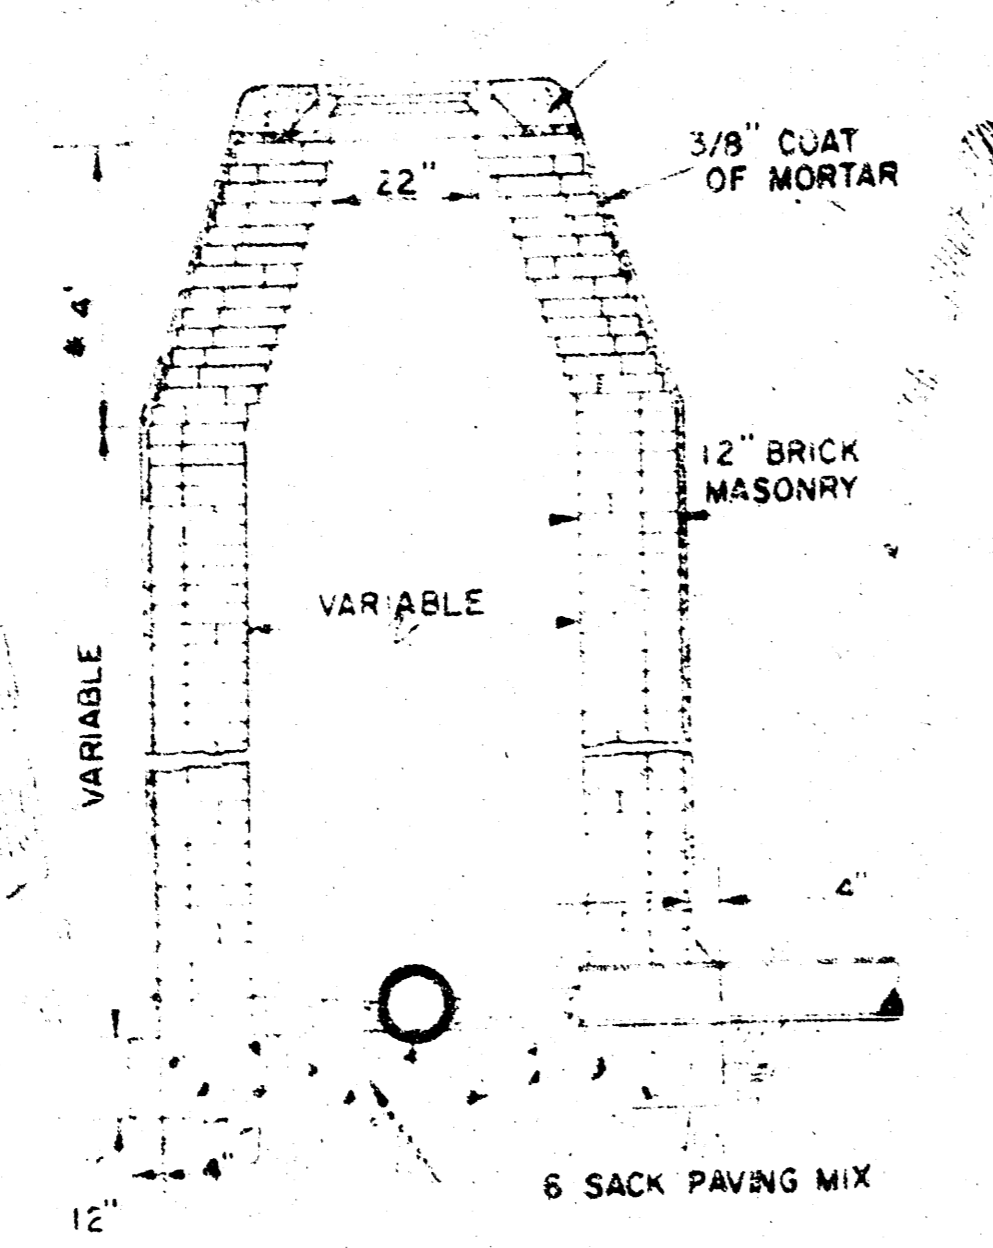 3/8" COAT
OF MORTAR
22"
* 4'
12" BRICK
MASONRY
VARIABLE
VARIABLE
4"
4"
12"
6 SACK PAVING MIX